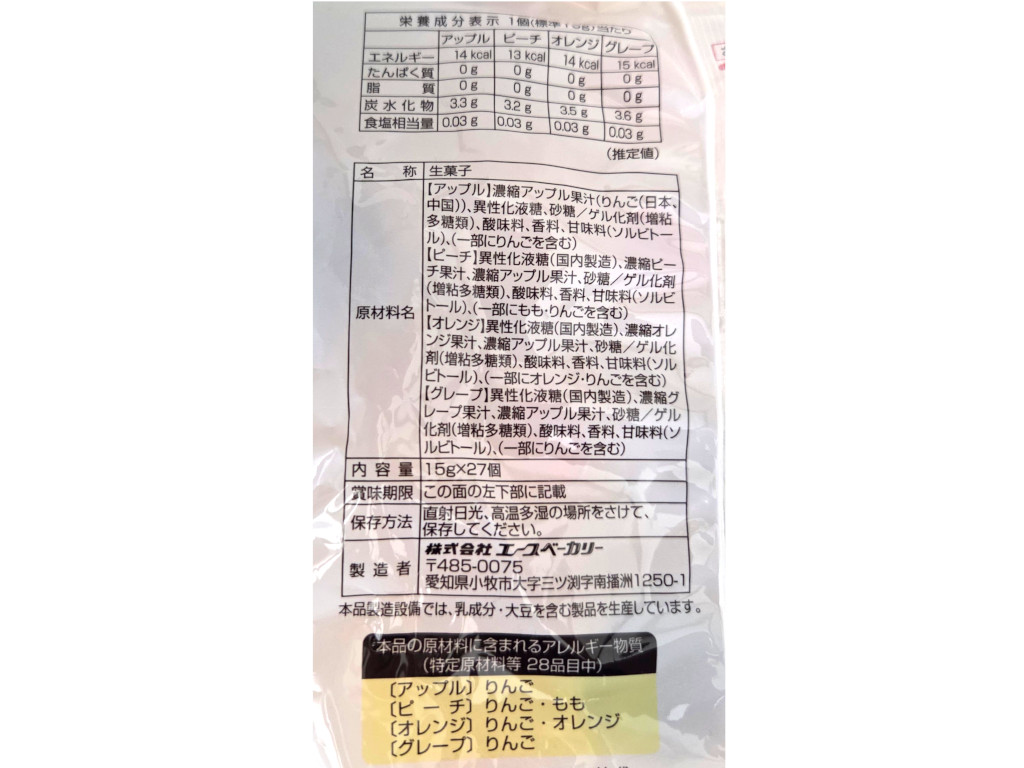 栄養成分表示 1個(標準15g)当たり
アップル ピーチ オレンジ グレープ
エネルギー 14 kcal 13 kcal 14 kcal 15 kcal
たんぱく質 0 g 0 g 0 g 0 g
脂 質 0 g 0 g 0 g 0 g
炭水化物 3.3 g 3.2 g 3.5 g 3.6 g
食塩相当量 0.03 g 0.03 g 0.03 g 0.03 g
(推定値)
名 称 生菓子
原材料名
【アップル】濃縮アップル果汁(りんご(日本、
中国))、異性化液糖、砂糖/ゲル化剤(増粘
多糖類)、酸味料、香料、甘味料(ソルビトー
ル)、(一部にりんごを含む)
【ピーチ】異性化液糖(国内製造)、濃縮ピー
チ果汁、濃縮アップル果汁、砂糖/ゲル化剤
(増粘多糖類)、酸味料、香料、甘味料(ソルビ
トール)、(一部にもも・りんごを含む)
【オレンジ】異性化液糖(国内製造)、濃縮オレ
ンジ果汁、濃縮アップル果汁、砂糖/ゲル化
剤(増粘多糖類)、酸味料、香料、甘味料(ソル
ビトール)、(一部にオレンジ・りんごを含む)
【グレープ】異性化液糖(国内製造)、濃縮グ
レープ果汁、濃縮アップル果汁、砂糖/ゲル
化剤(増粘多糖類)、酸味料、香料、甘味料(ソ
ルビトール)、(一部にりんごを含む)
内容量 15g×27個
賞味期限 この面の左下部に記載
保存方法 直射日光、高温多湿の場所をさけて、
保存してください。
製造者 株式会社 エースベーカリー
〒485-0075
愛知県小牧市大字三ツ渕字南播洲1250-1
本品製造設備では、乳成分・大豆を含む製品を生産しています。
本品の原材料に含まれるアレルギー物質
(特定原材料等 28品目中)
〔アップル〕りんご
〔ピーチ〕りんご・もも
〔オレンジ〕りんご・オレンジ
〔グレープ〕りんご